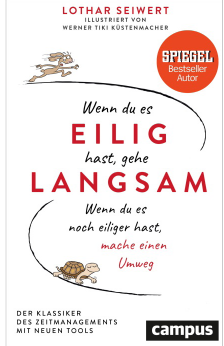 LOTHAR SEIWERT
ILLUSTRIERT VON
WERNER TIKI KÜSTENMACHER
SPIEGEL
Bestseller
Autor
Wenn du es
EILIG
hast, gehe
LANGSAM
Wenn du es
noch eiliger hast,
mache einen
Umweg
DER KLASSIKER
DES ZEITMANAGEMENTS
MIT NEUEN TOOLS
campus